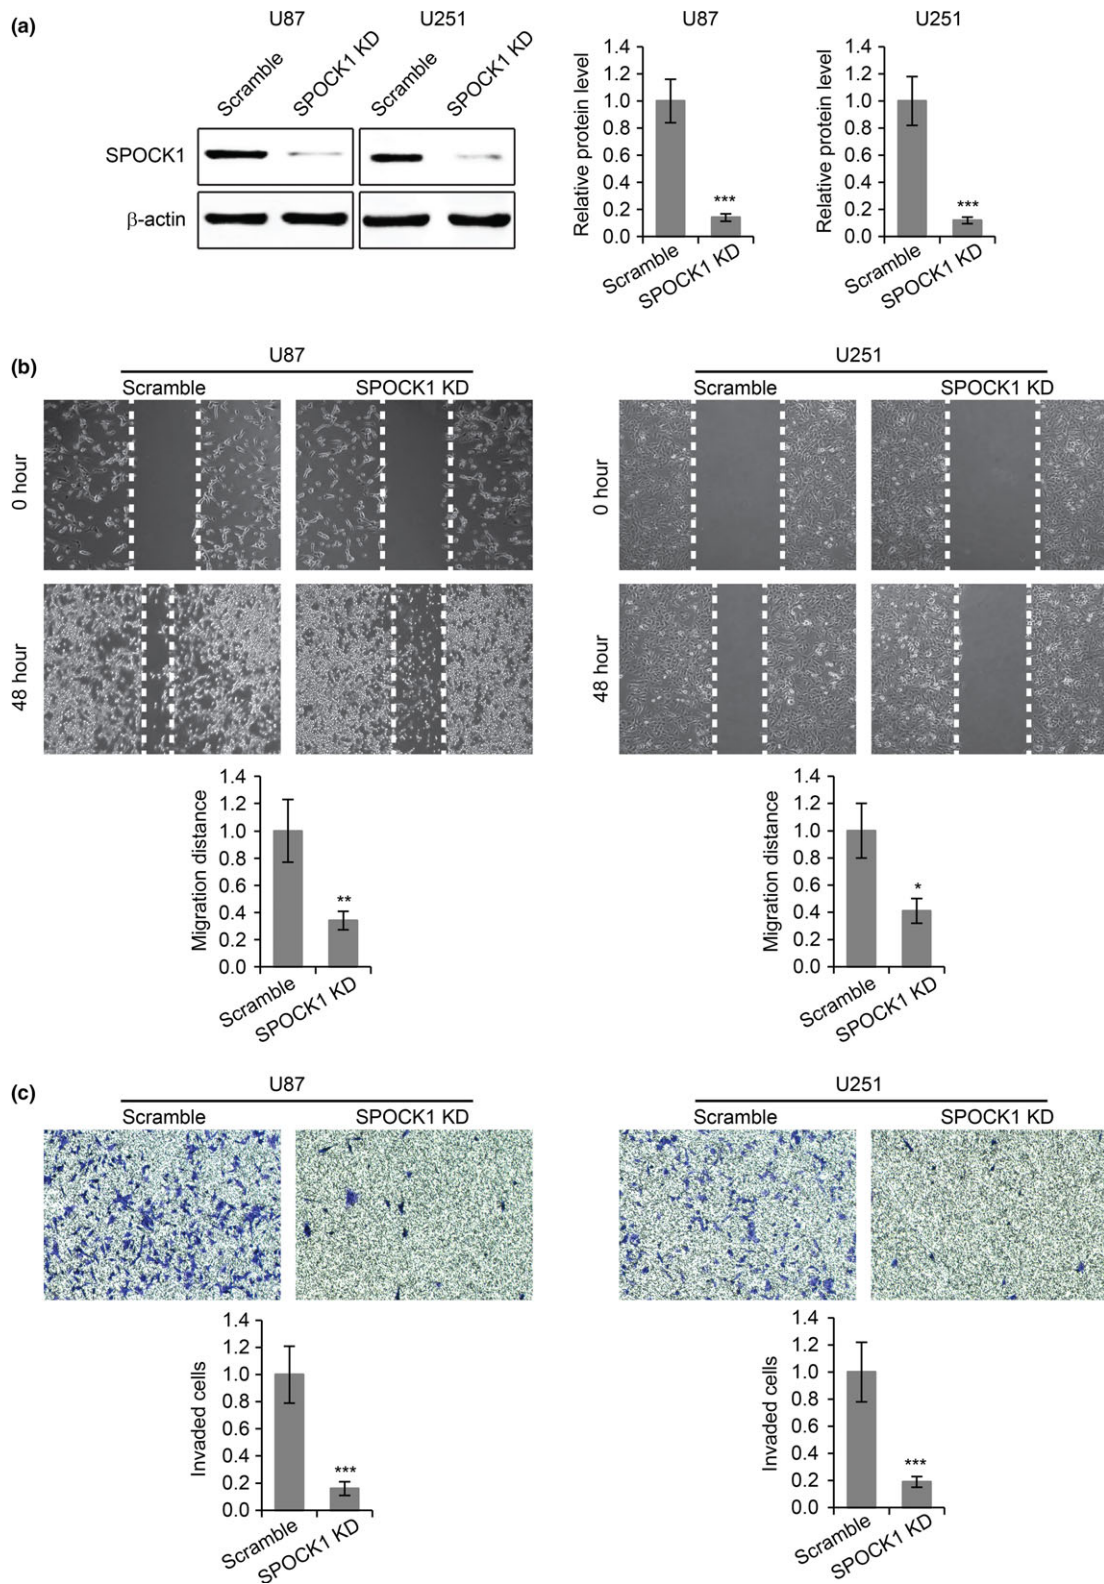 (a)
U87
U251
Scramble
SPOCK1 KD
Scramble
SPOCK1 KD
SPOCK1
β-actin
U87
Relative protein level
1.4
1.2
1.0
0.8
0.6
0.4
0.2
0.0
***
Scramble
SPOCK1 KD
U251
Relative protein level
1.4
1.2
1.0
0.8
0.6
0.4
0.2
0.0
***
Scramble
SPOCK1 KD
(b)
U87
Scramble
SPOCK1 KD
U251
Scramble
SPOCK1 KD
0 hour
48 hour
0 hour
48 hour
Migration distance
1.4
1.2
1.0
0.8
0.6
0.4
0.2
0.0
**
Scramble
SPOCK1 KD
Migration distance
1.4
1.2
1.0
0.8
0.6
0.4
0.2
0.0
*
Scramble
SPOCK1 KD
(c)
U87
Scramble
SPOCK1 KD
U251
Scramble
SPOCK1 KD
Invaded cells
1.4
1.2
1.0
0.8
0.6
0.4
0.2
0.0
***
Scramble
SPOCK1 KD
Invaded cells
1.4
1.2
1.0
0.8
0.6
0.4
0.2
0.0
***
Scramble
SPOCK1 KD